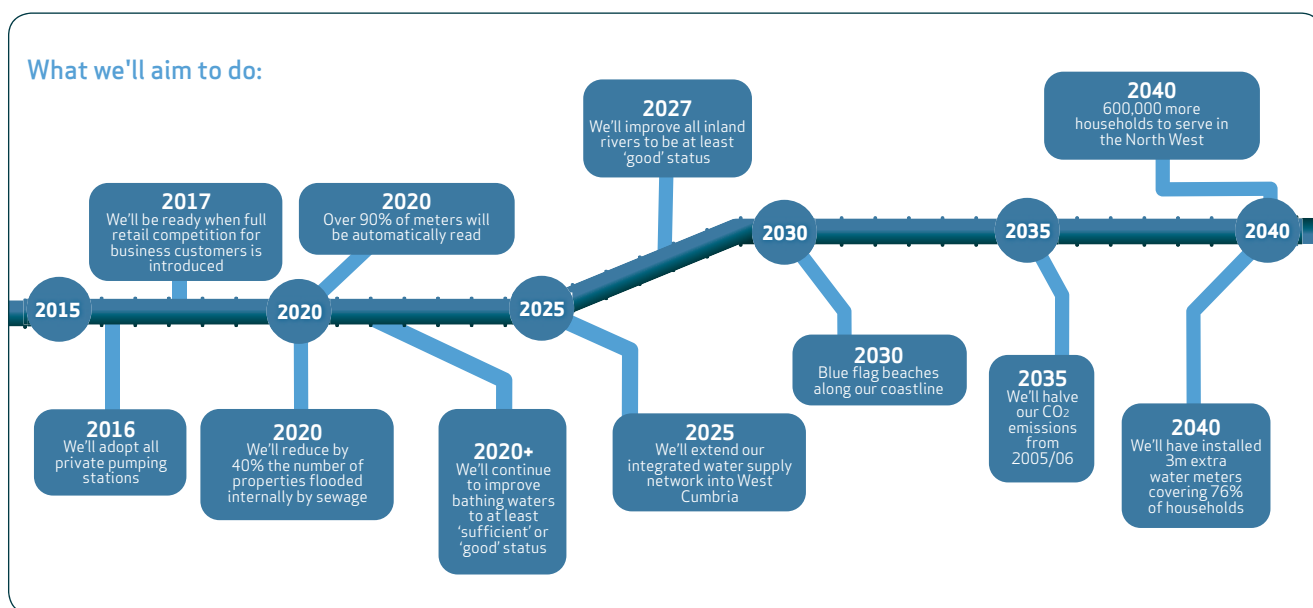 What we'll aim to do:
2027
We'll improve all inland
rivers to be at least
'good' status
2040
600,000 more
households to serve in
the North West
2017
We'll be ready when full
retail competition for
business customers is
introduced
2020
Over 90% of meters will
be automatically read
2015
2020
2025
2030
2035
2040
2016
We'll adopt all
private pumping
stations
2020
We'll reduce by
40% the number of
properties flooded
internally by sewage
2020+
We'll continue
to improve
bathing waters
to at least
'sufficient' or
'good' status
2025
We'll extend our
integrated water supply
network into West
Cumbria
2030
Blue flag beaches
along our coastline
2035
We'll halve
our CO₂
emissions
from
2005/06
2040
We'll have installed
3m extra
water meters
covering 76%
of households